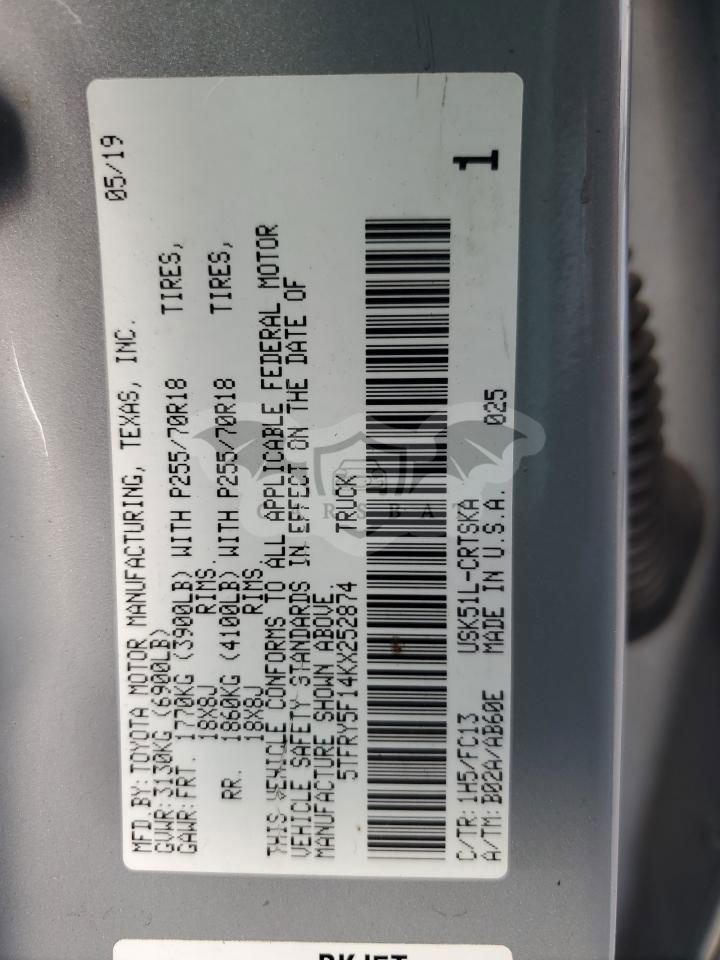 MFD.BY: TOYOTA MOTOR MANUFACTURING, TEXAS, INC. 05/19
GVWR: 3130KG (6900LB)
GAWR: FRT. 1770KG (3900LB) WITH P255/70R18 TIRES,
18X8J RIMS.
RR. 1860KG (4100LB) WITH P255/70R18 TIRES,
18X8J RIMS.
THIS VEHICLE CONFORMS TO ALL APPLICABLE FEDERAL MOTOR
VEHICLE SAFETY STANDARDS IN EFFECT ON THE DATE OF
MANUFACTURE SHOWN ABOVE.
5TFRY5F14KX252874 TRUCK
C/TR: 1H5/FC13 USK51L-CRTSKA 025 1
A/TM: B02A/AB60E MADE IN U.S.A.
CARSBAT